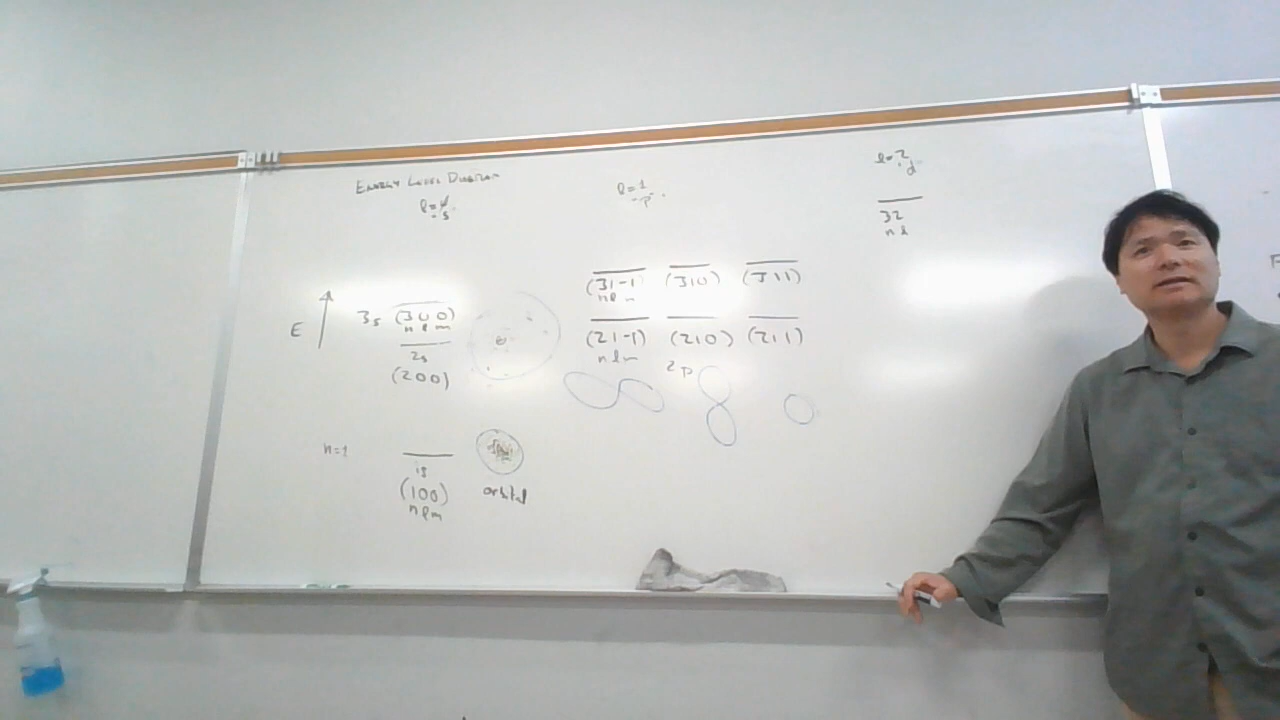 ENERGY LEVEL DIAGRAM
l=0
s
l=1
p
l=2
d
32
n l
(31-1) (310) (311)
n l m
E
3s (300)
n l m
2s
(200)
(21-1) (210) (211)
n l m
2p
n=1
1s
(100)
n l m
orbital